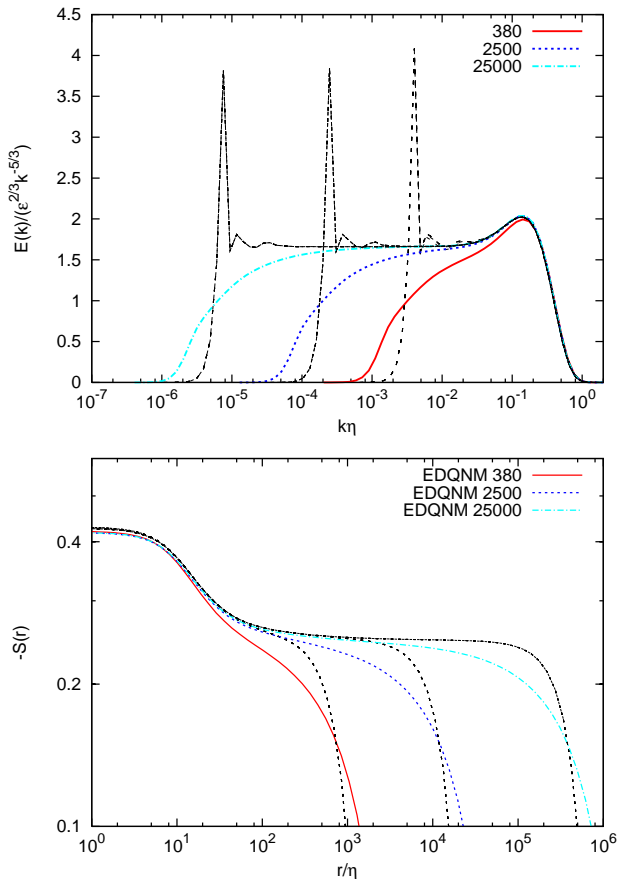 380
2500
25000
4.5
4
3.5
3
2.5
2
1.5
1
0.5
0
E(k)/(ε^{2/3}k^{-5/3})
10^{-7} 10^{-6} 10^{-5} 10^{-4} 10^{-3} 10^{-2} 10^{-1} 10^{0}
kη
EDQNM 380
EDQNM 2500
EDQNM 25000
0.4
0.2
0.1
-S(r)
10^{0} 10^{1} 10^{2} 10^{3} 10^{4} 10^{5} 10^{6}
r/η